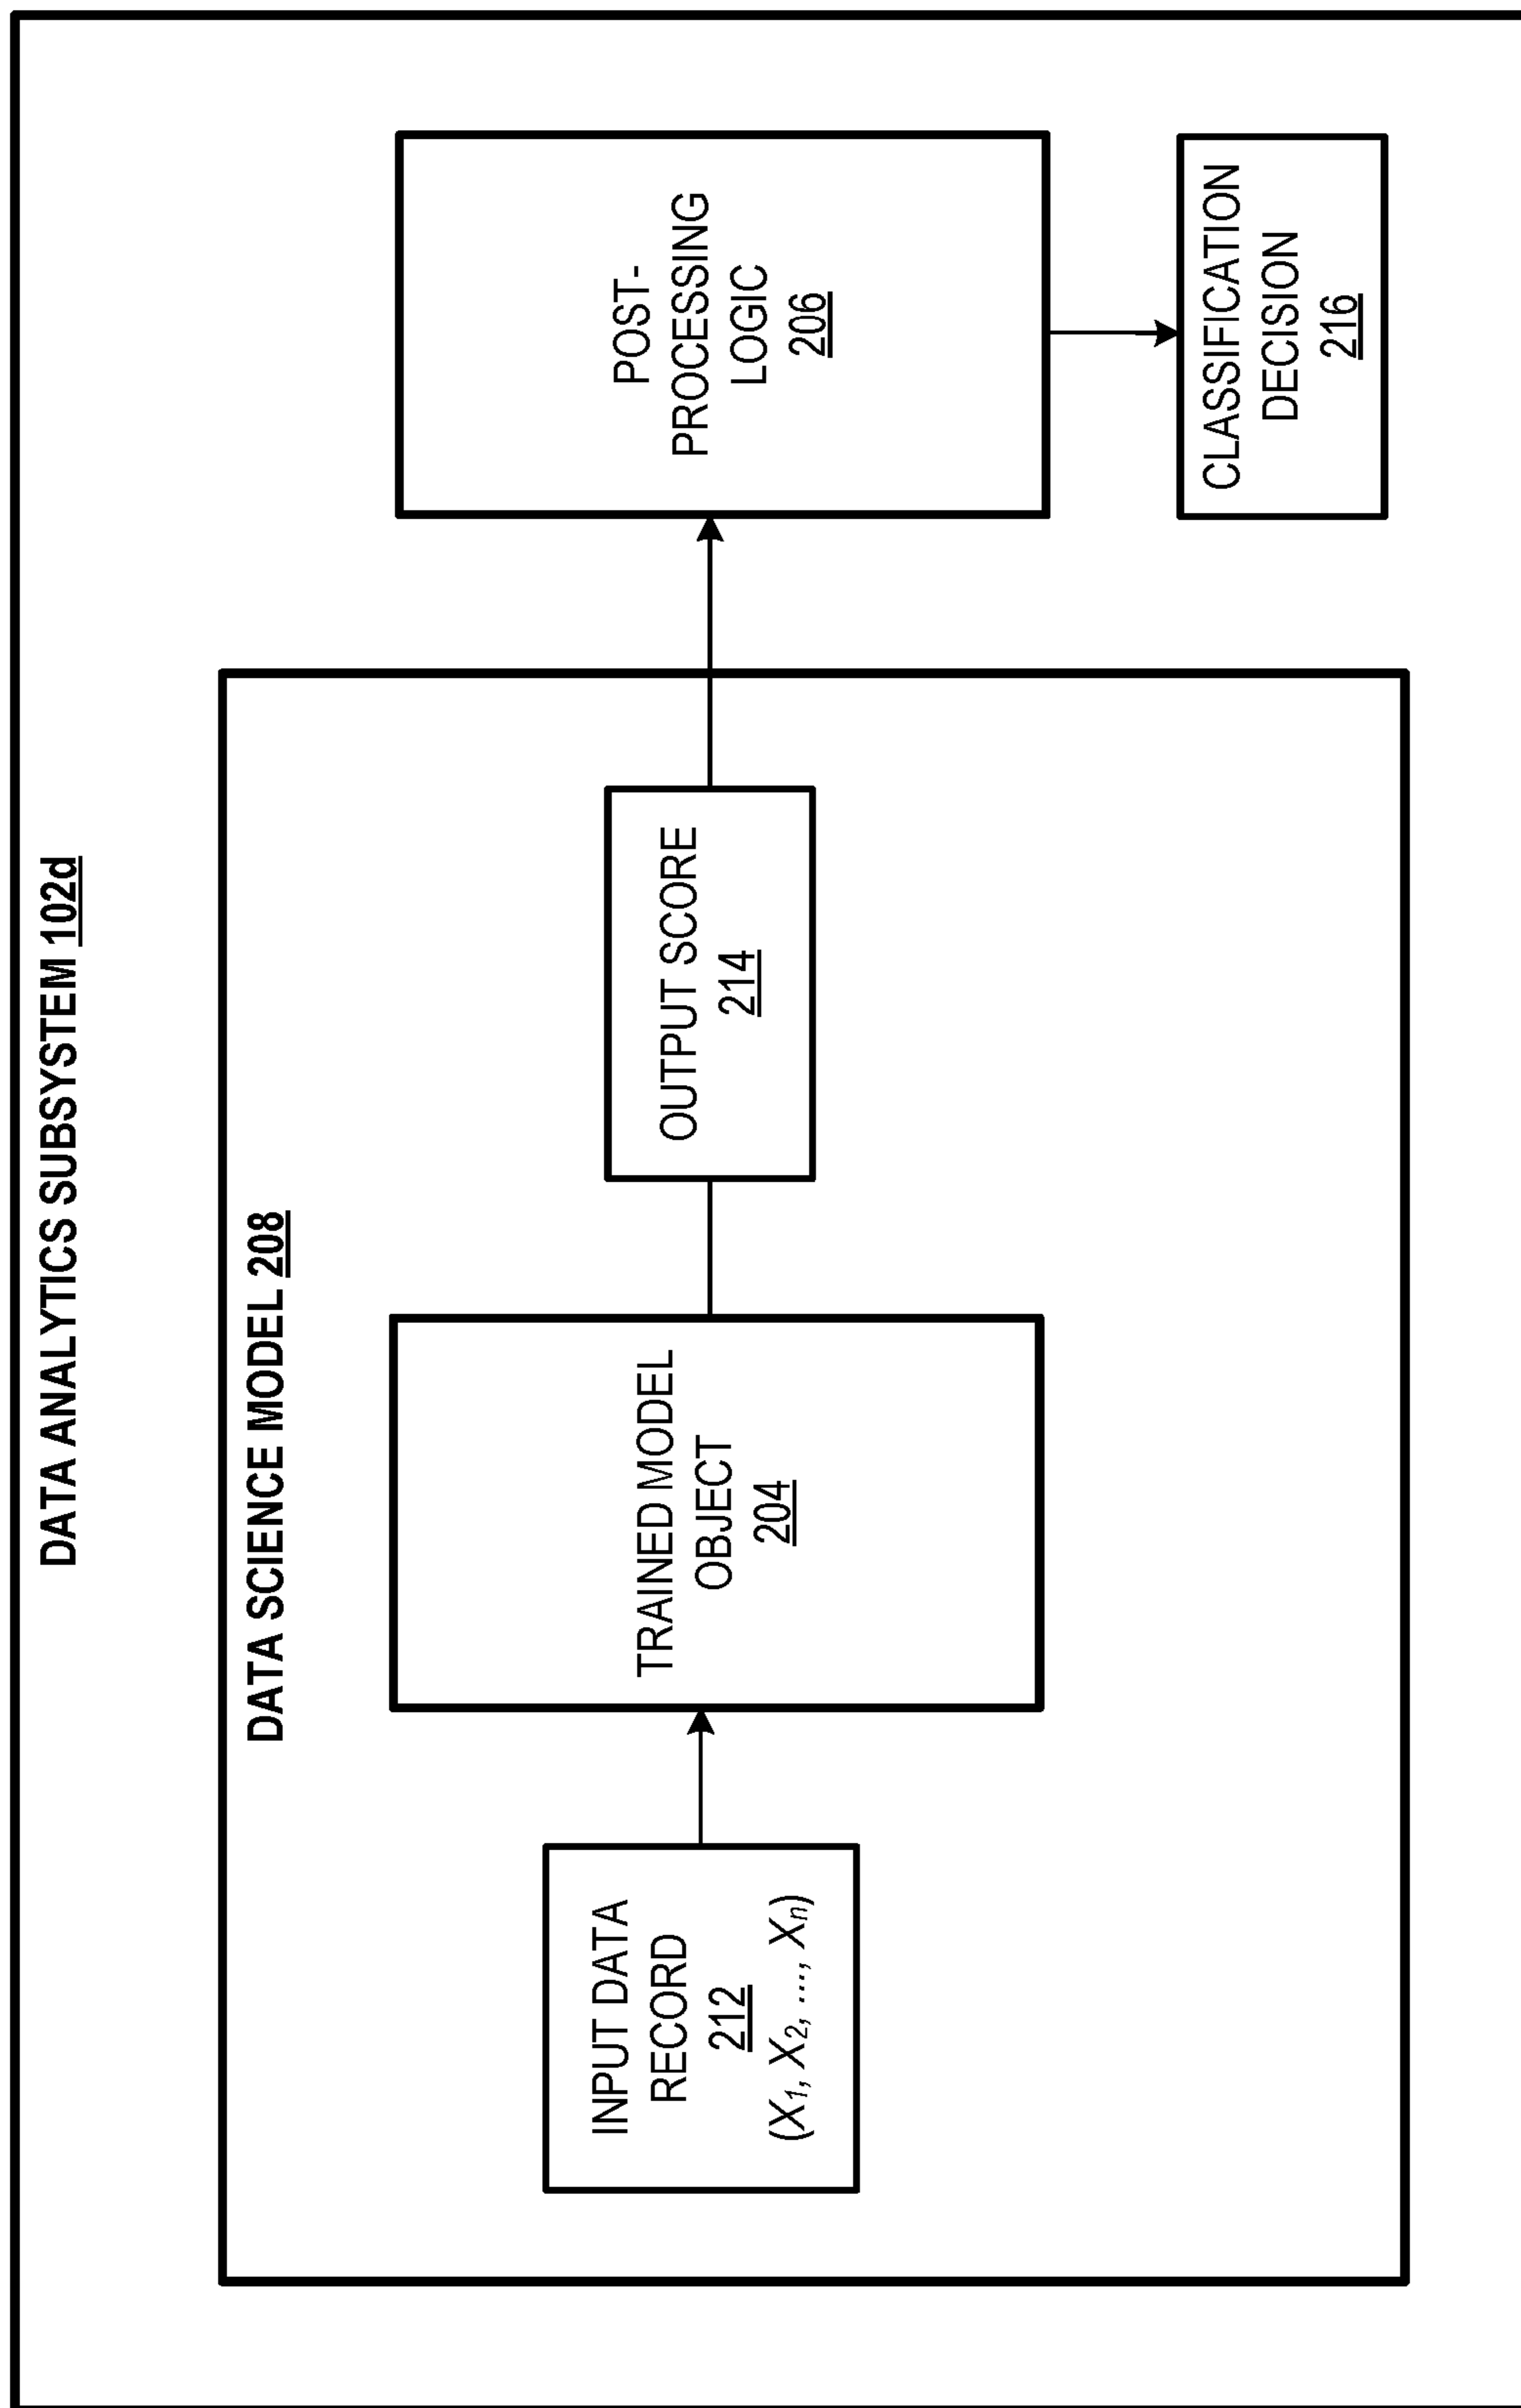 DATA ANALYTICS SUBSYSTEM 102d
DATA SCIENCE MODEL 208
INPUT DATA
RECORD
212
(X1, X2, ..., Xn)
TRAINED MODEL
OBJECT
204
OUTPUT SCORE
214
POST-
PROCESSING
LOGIC
206
CLASSIFICATION
DECISION
216